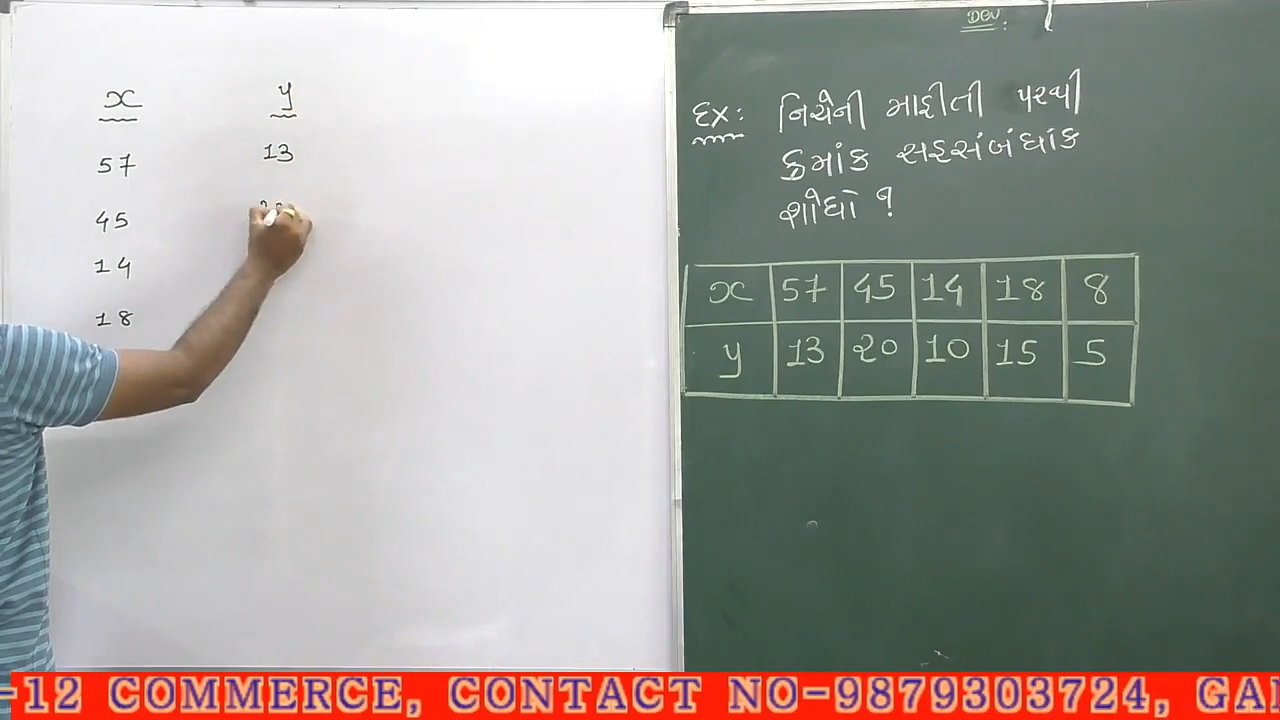 x y
57 13
45
14
18
DEV
Ex: નિચેની માહીતી પરથી
ક્રમાંક સહસંબંધાંક
શોધો ?
x 57 45 14 18 8
y 13 20 10 15 5
-12 COMMERCE, CONTACT NO-9879303724, GA